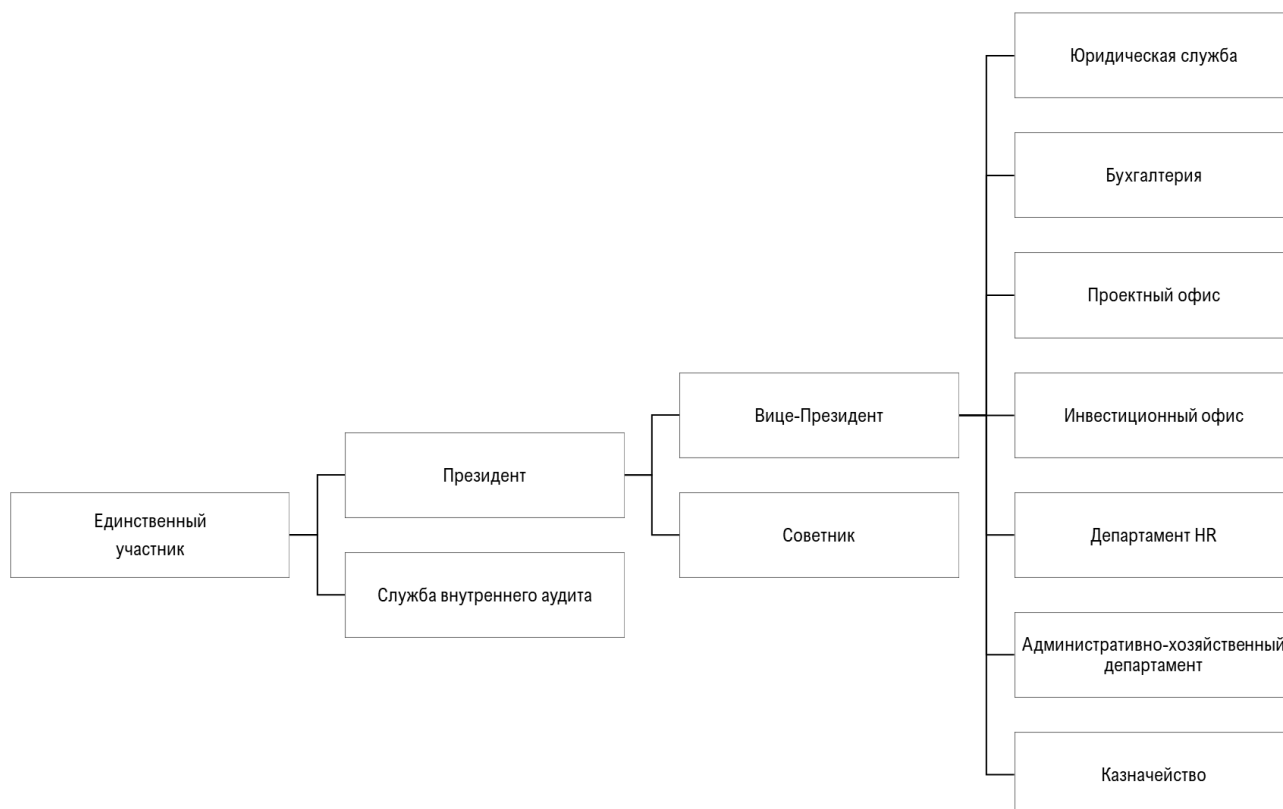 Юридическая служба
Бухгалтерия
Проектный офис
Вице-Президент
Инвестиционный офис
Президент
Единственный
участник
Советник
Департамент HR
Служба внутреннего аудита
Административно-хозяйственный
департамент
Казначейство